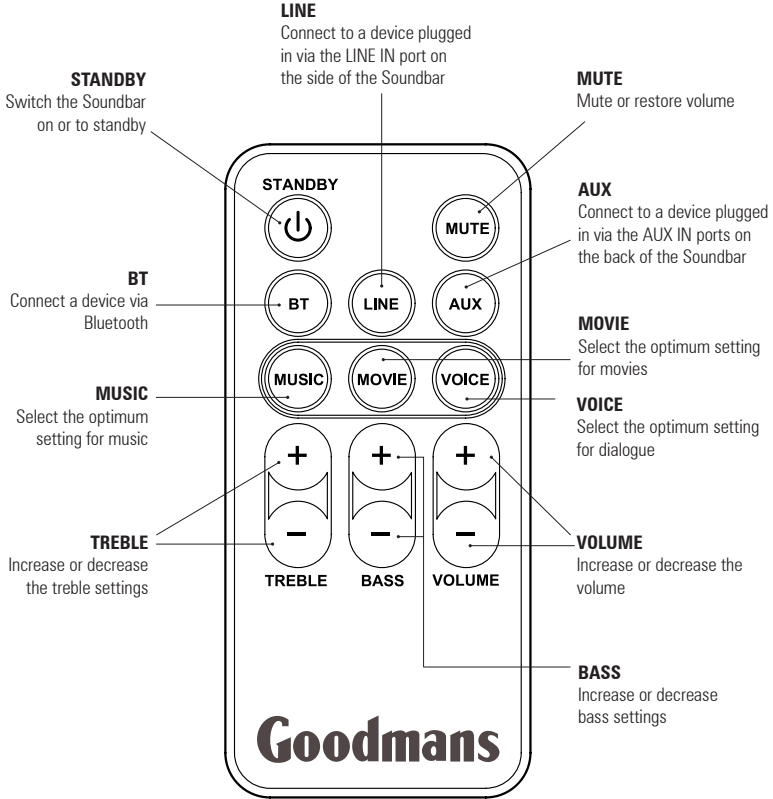 LINE
Connect to a device plugged
in via the LINE IN port on
the side of the Soundbar
STANDBY
Switch the Soundbar
on or to standby
MUTE
Mute or restore volume
AUX
Connect to a device plugged
in via the AUX IN ports on
the back of the Soundbar
BT
Connect a device via
Bluetooth
MOVIE
Select the optimum setting
for movies
MUSIC
Select the optimum
setting for music
VOICE
Select the optimum setting
for dialogue
TREBLE
Increase or decrease
the treble settings
VOLUME
Increase or decrease the
volume
BASS
Increase or decrease
bass settings
STANDBY
MUTE
BT LINE AUX
MUSIC MOVIE VOICE
+ + +
− − −
TREBLE BASS VOLUME
Goodmans